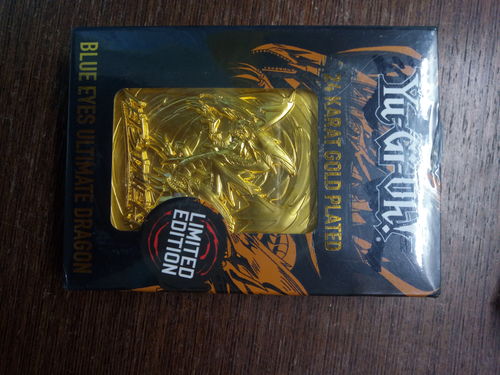 Yu-Gi-Oh!
24 KARAT GOLD PLATED
LIMITED
EDITION
BLUE EYES ULTIMATE DRAGON